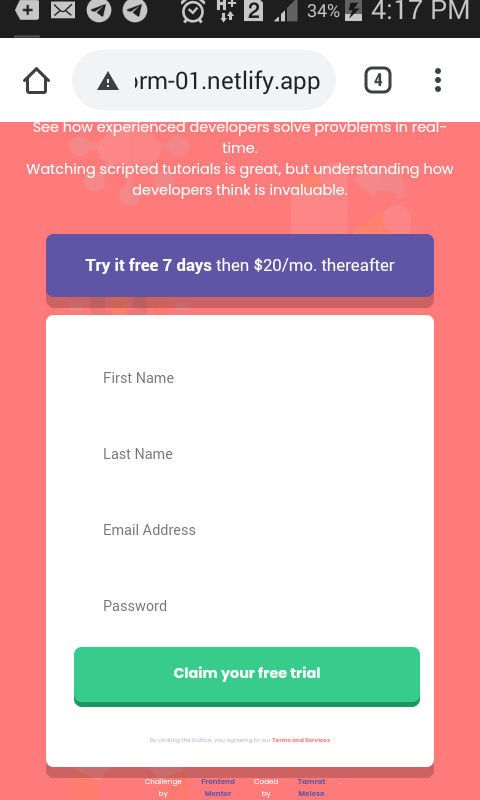 34% 4:17 PM
orm-01.netlify.app
4
See how experienced developers solve provblems in real-
time.
Watching scripted tutorials is great, but understanding how
developers think is invaluable.
Try it free 7 days then $20/mo. thereafter
First Name
Last Name
Email Address
Password
Claim your free trial
By clicking the button, you agreeing to our Terms and Services
Challenge Frontend Coded Tamrat .
by Mentor by Melese